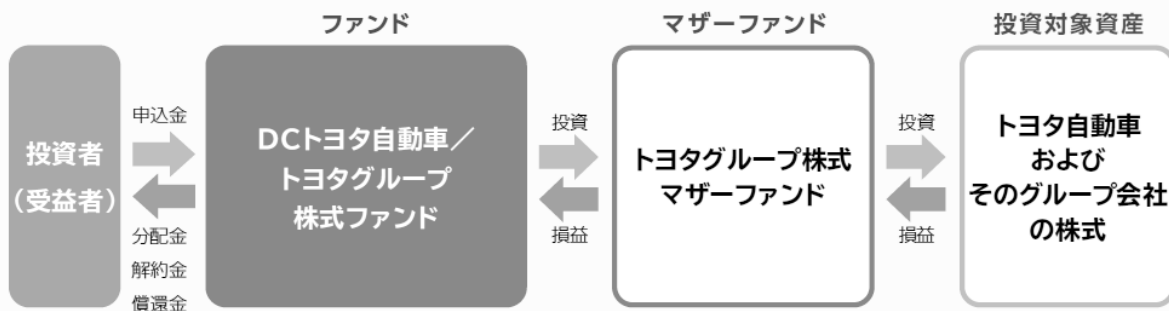 ファンド
マザーファンド
投資対象資産
投資者
(受益者)
申込金
分配金
解約金
償還金
DCトヨタ自動車/
トヨタグループ
株式ファンド
投資
損益
トヨタグループ株式
マザーファンド
投資
損益
トヨタ自動車
および
そのグループ会社
の株式